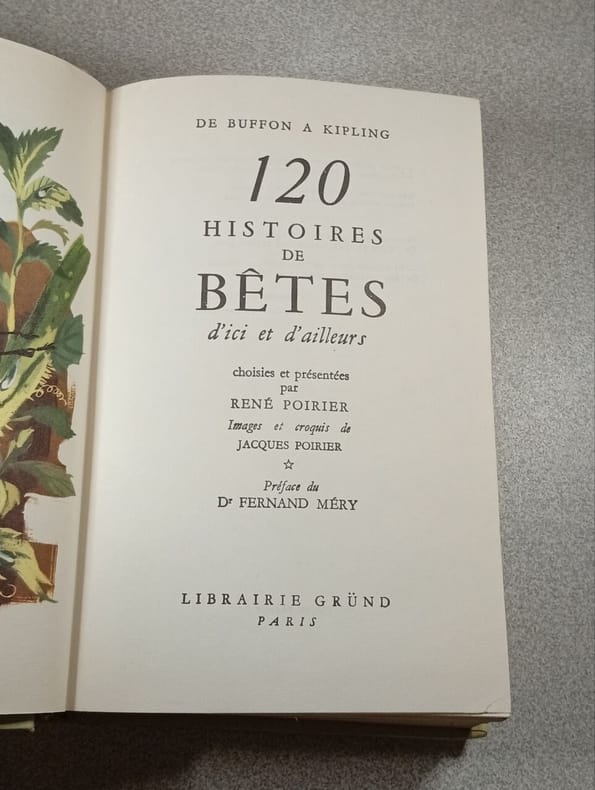 DE BUFFON A KIPLING
120
HISTOIRES
DE
BÊTES
d'ici et d'ailleurs
choisies et présentées
par
RENÉ POIRIER
Images et croquis de
JACQUES POIRIER
☆
Préface du
Dr FERNAND MÉRY
LIBRAIRIE GRÜND
PARIS